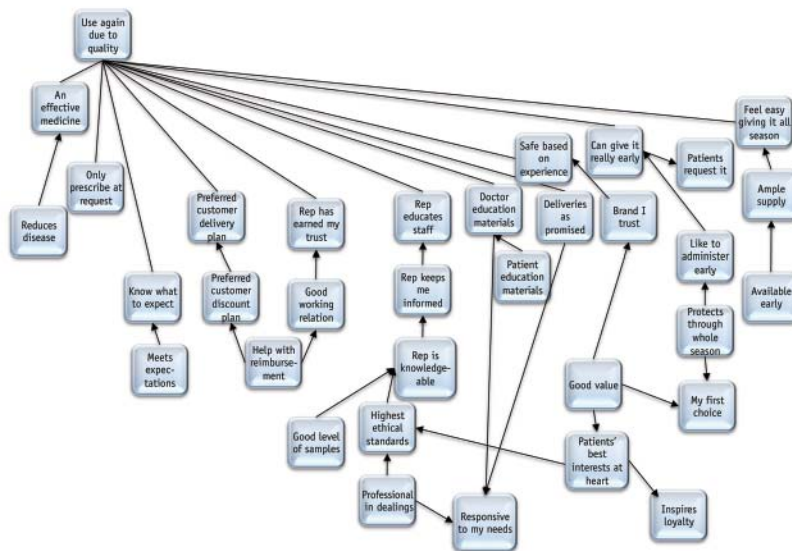 Use again
due to
quality
An
effective
medicine
Feel easy
giving it all
season
Safe based
on
experience
Can give it
really early
Patients
request it
Only
prescribe at
request
Preferred
customer
delivery
plan
Rep has
earned my
trust
Rep
educates
staff
Doctor
education
materials
Deliveries
as
promised
Brand I
trust
Ample
supply
Reduces
disease
Like to
administer
early
Know what
to expect
Preferred
customer
discount
plan
Good
working
relation
Rep keeps
me
informed
Patient
education
materials
Available
early
Protects
through
whole
season
Meets
expec-
tations
Help with
reimburse-
ment
Rep is
knowledge-
able
Good value
My first
choice
Good level
of samples
Highest
ethical
standards
Patients'
best
interests at
heart
Professional
in dealings
Responsive
to my needs
Inspires
loyalty